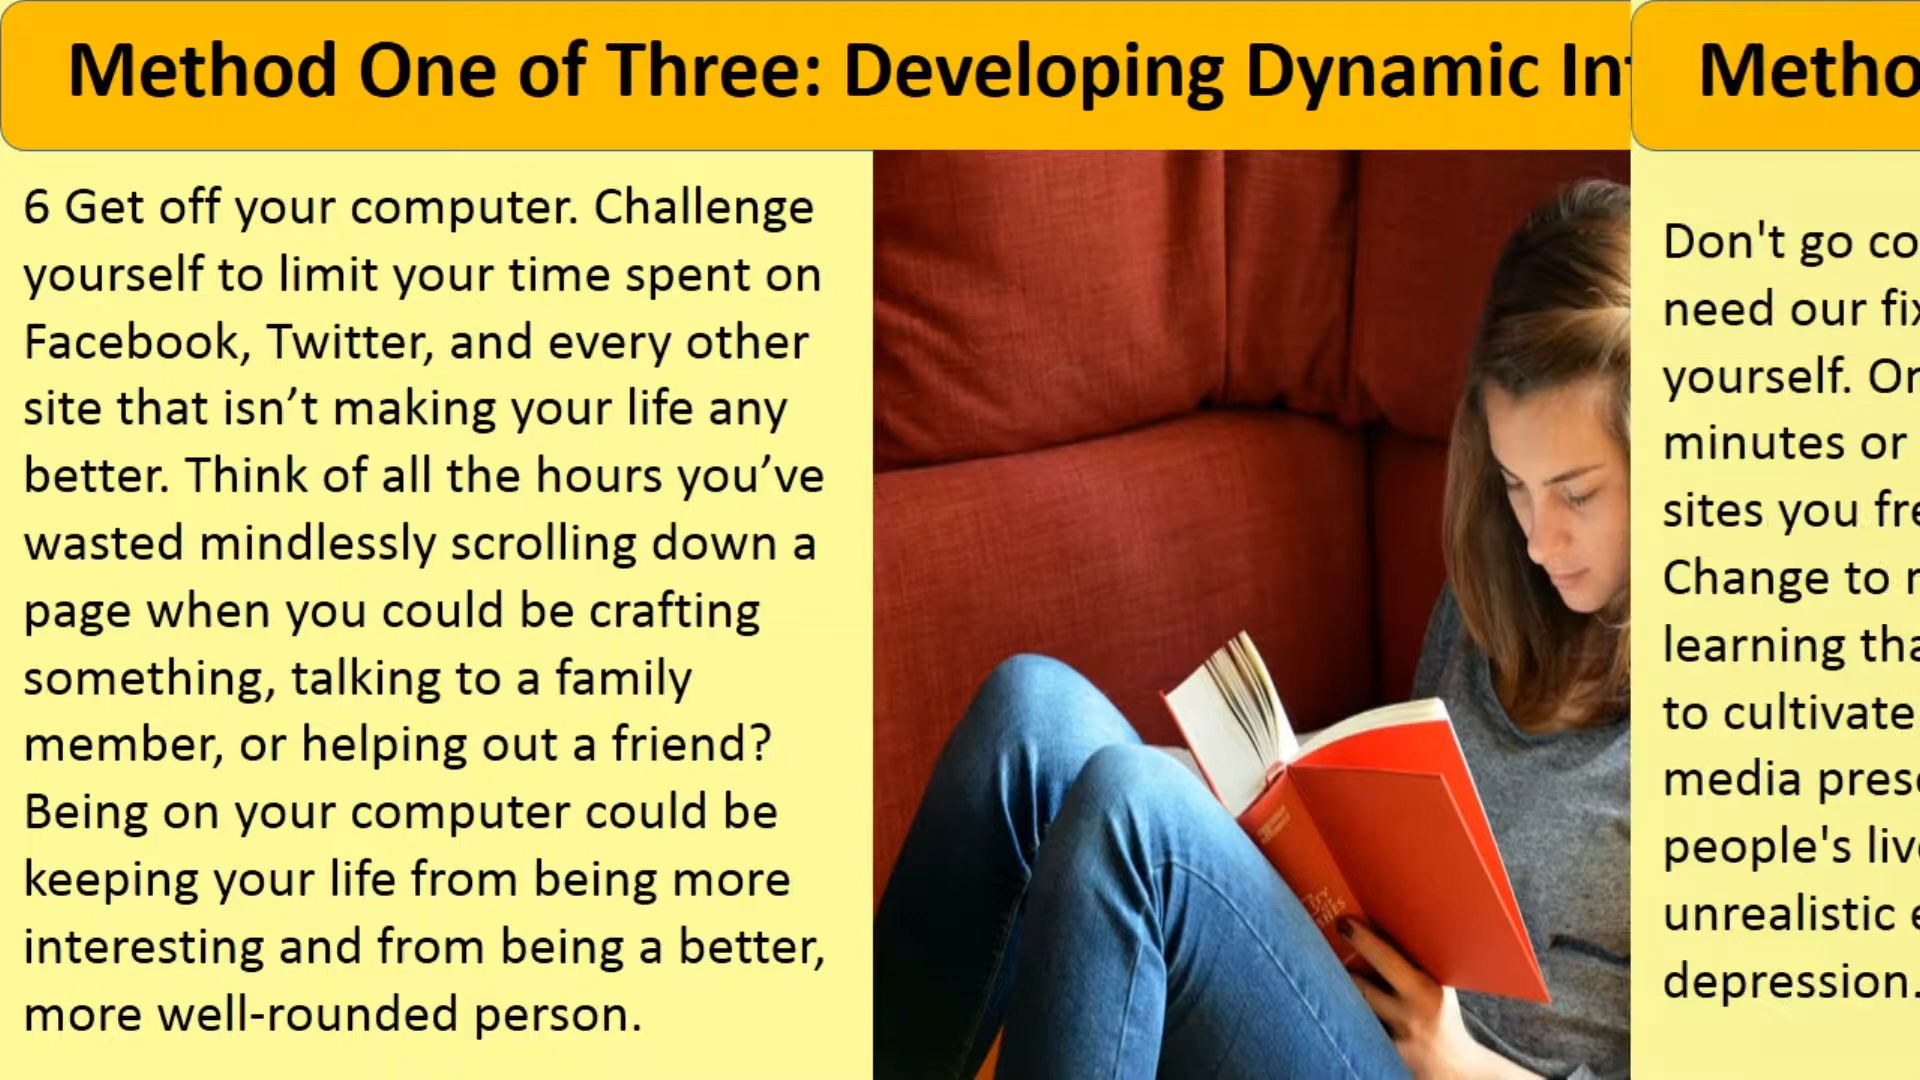 Method One of Three: Developing Dynamic
6 Get off your computer. Challenge
yourself to limit your time spent on
Facebook, Twitter, and every other
site that isn’t making your life any
better. Think of all the hours you’ve
wasted mindlessly scrolling down a
page when you could be crafting
something, talking to a family
member, or helping out a friend?
Being on your computer could be
keeping your life from being more
interesting and from being a better,
more well-rounded person.
Don't go
need our
yourself.
minutes or
sites you
Change to
learning
to cultivate
media
people's
unrealistic
depression.